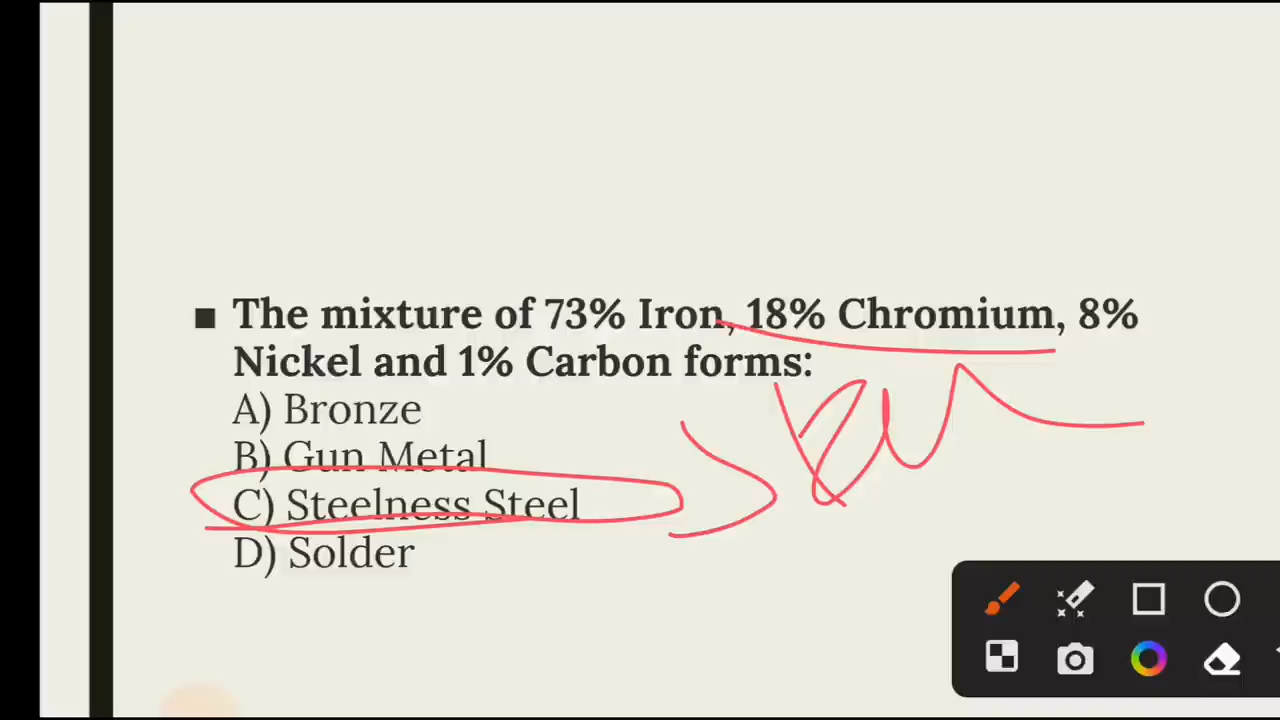 ▪ The mixture of 73% Iron, 18% Chromium, 8%
Nickel and 1% Carbon forms:
A) Bronze
B) Gun Metal
C) Steelness Steel
D) Solder